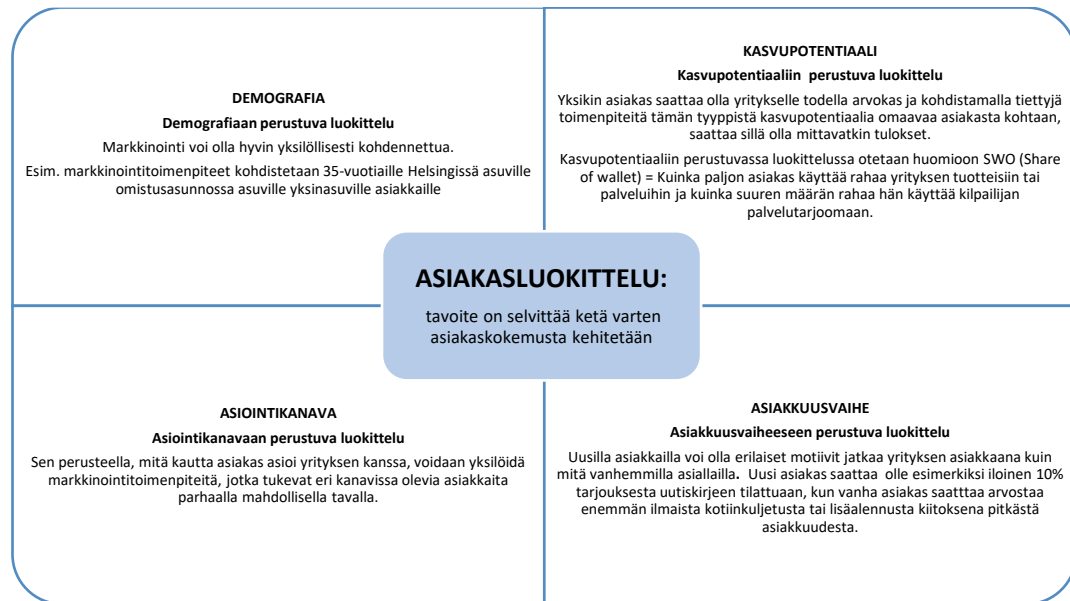 DEMOGRAFIA
Demografiaan perustuva luokittelu
Markkinointi voi olla hyvin yksilöllisesti kohdennettua.
Esim. markkinointitoimenpiteet kohdistetaan 35-vuotiaille Helsingissä asuville
omistusasunnossa asuville yksinasuville asiakkaille
KASVUPOTENTIAALI
Kasvupotentiaaliin perustuva luokittelu
Yksikin asiakas saattaa olla yritykselle todella arvokas ja kohdistamalla tiettyjä
toimenpiteitä tämän tyyppistä kasvupotentiaalia omaavaa asiakasta kohtaan,
saattaa sillä olla mittavatkin tulokset.
Kasvupotentiaaliin perustuvassa luokittelussa otetaan huomioon SWO (Share
of wallet) = Kuinka paljon asiakas käyttää rahaa yrityksen tuotteisiin tai
palveluihin ja kuinka suuren määrän rahaa hän käyttää kilpailijan
palvelutarjoomaan.
ASIAKASLUOKITTELU:
tavoite on selvittää ketä varten
asiakaskokemusta kehitetään
ASIOINTIKANAVA
Asiointikanavaan perustuva luokittelu
Sen perusteella, mitä kautta asiakas asioi yrityksen kanssa, voidaan yksilöidä
markkinointitoimenpiteitä, jotka tukevat eri kanavissa olevia asiakkaita
parhaalla mahdollisella tavalla.
ASIAKKUUSVAIHE
Asiakkuusvaiheeseen perustuva luokittelu
Uusilla asiakkailla voi olla erilaiset motiivit jatkaa yrityksen asiakkaana kuin
mitä vanhemmilla asiallailla. Uusi asiakas saattaa olle esimerkiksi iloinen 10%
tarjouksesta uutiskirjeen tilattuaan, kun vanha asiakas saatttaa arvostaa
enemmän ilmaista kotiinkuljetusta tai lisäalennusta kiitoksena pitkästä
asiakkuudesta.